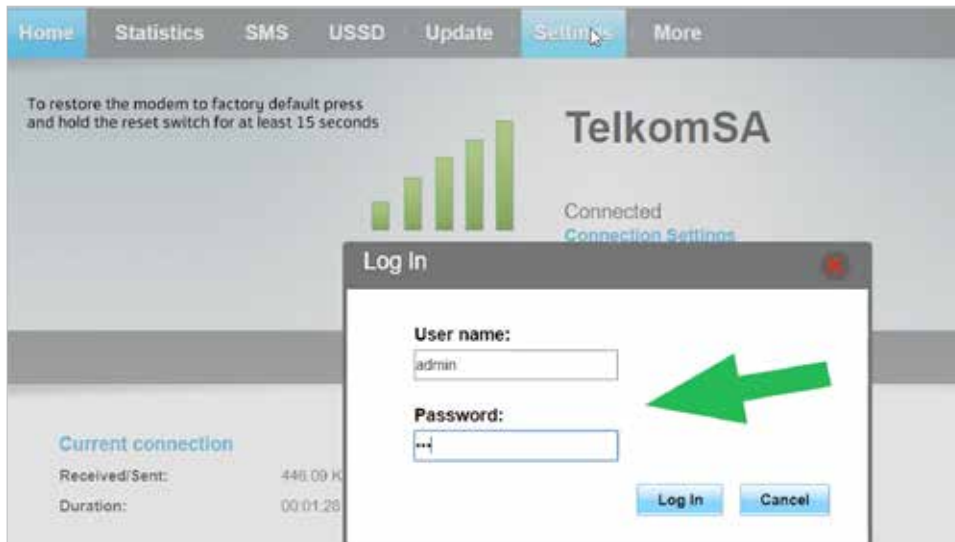 Home Statistics SMS USSD Update Settings More
To restore the modem to factory default press
and hold the reset switch for at least 15 seconds
TelkomSA
Connected
Connection Settings
Log In
User name:
admin
Password:
•••
Log In Cancel
Current connection
Received/Sent: 446.09 K
Duration: 00:01:28